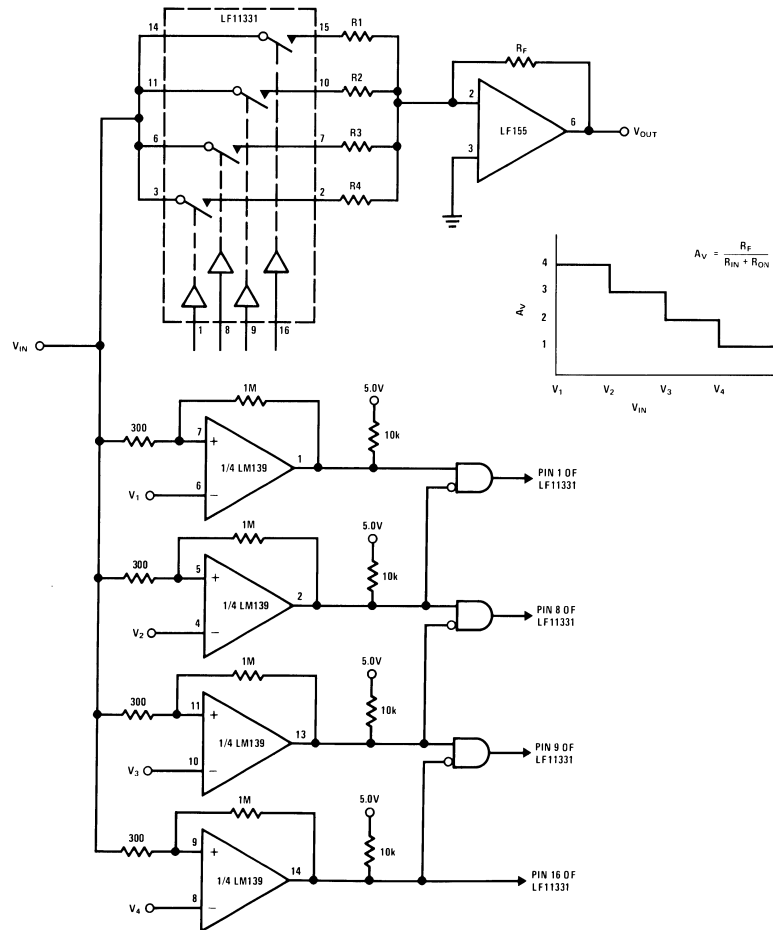 LF11331
14
15
R1
11
10
R2
6
7
R3
3
2
R4
1
8
9
16
RF
2
3
LF155
6
VOUT
AV = RF / RIN + RON
4
3
2
1
AV
V1
V2
V3
V4
VIN
VIN
1M
300
7
+
1/4 LM139
1
6
−
V1
5.0V
10k
PIN 1 OF
LF11331
1M
300
5
+
1/4 LM139
2
4
−
V2
5.0V
10k
PIN 8 OF
LF11331
1M
300
11
+
1/4 LM139
13
10
−
V3
5.0V
10k
PIN 9 OF
LF11331
1M
300
9
+
1/4 LM139
14
8
−
V4
5.0V
10k
PIN 16 OF
LF11331